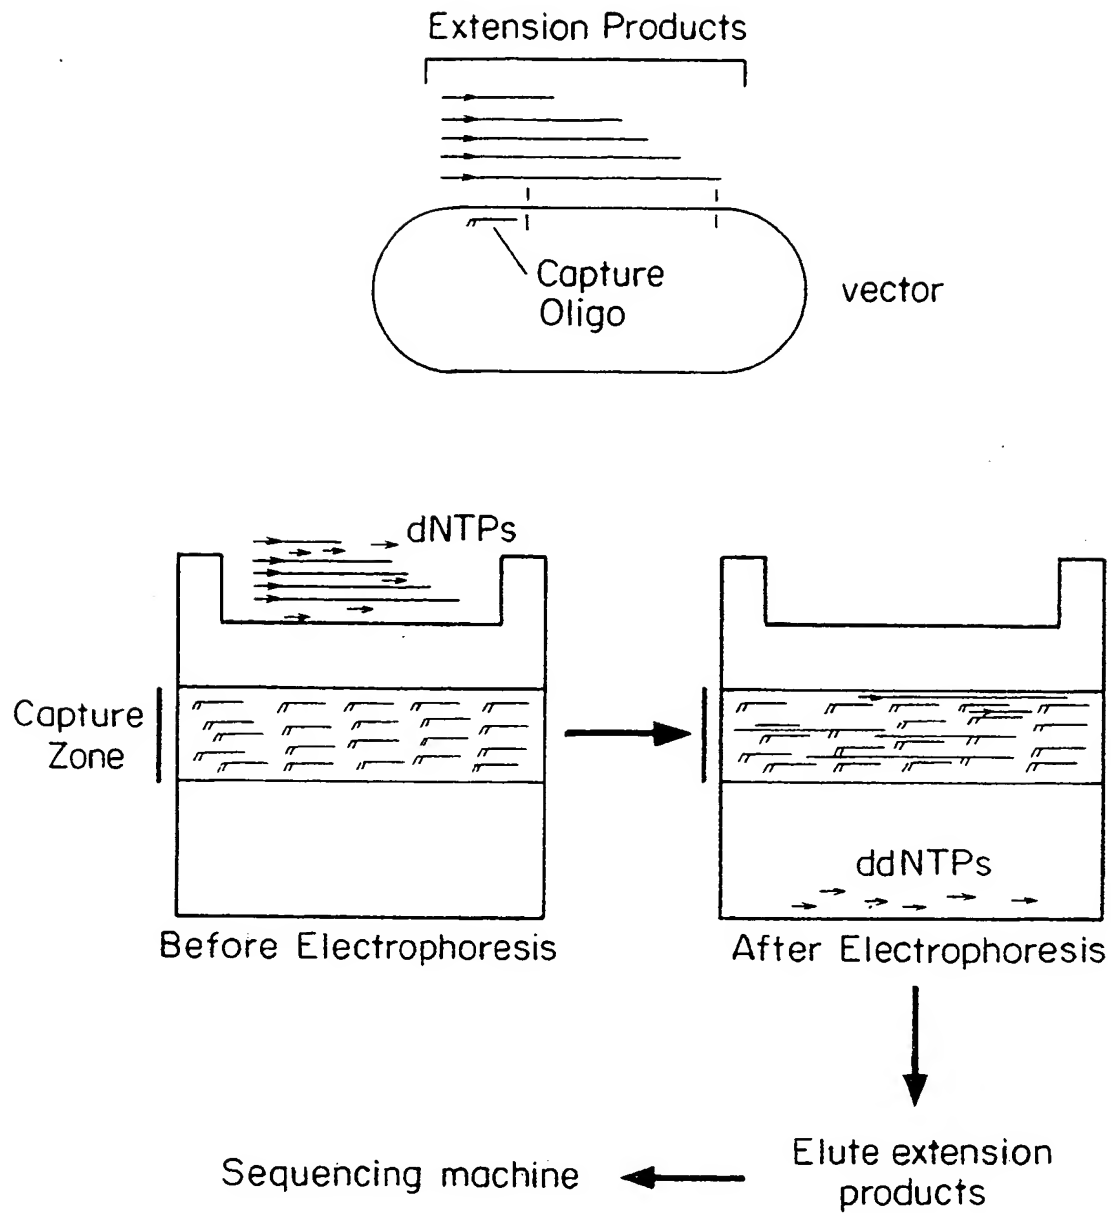 Extension Products
Capture
Oligo
vector
dNTPs
Capture
Zone
ddNTPs
Before Electrophoresis
After Electrophoresis
Elute extension
products
Sequencing machine